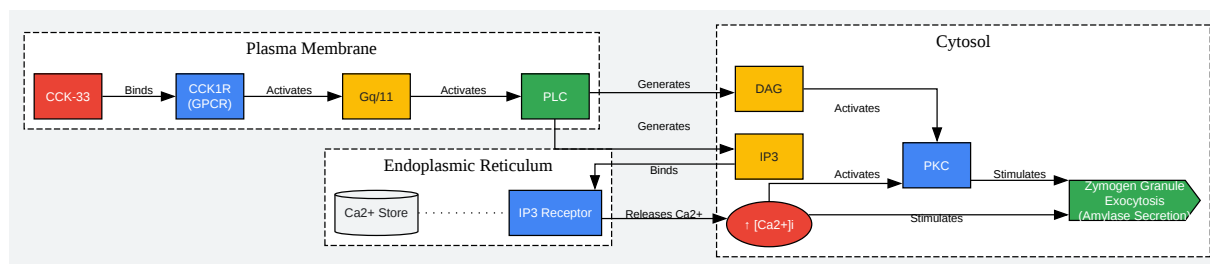 Plasma Membrane
CCK-33
Binds
CCK1R
(GPCR)
Activates
Gq/11
Activates
PLC
Generates
Generates
Cytosol
DAG
Activates
IP3
Binds
PKC
Activates
Stimulates
Zymogen Granule
Exocytosis
(Amylase Secretion)
Endoplasmic Reticulum
Ca2+ Store
IP3 Receptor
Releases Ca2+
↑ [Ca2+]i
Stimulates